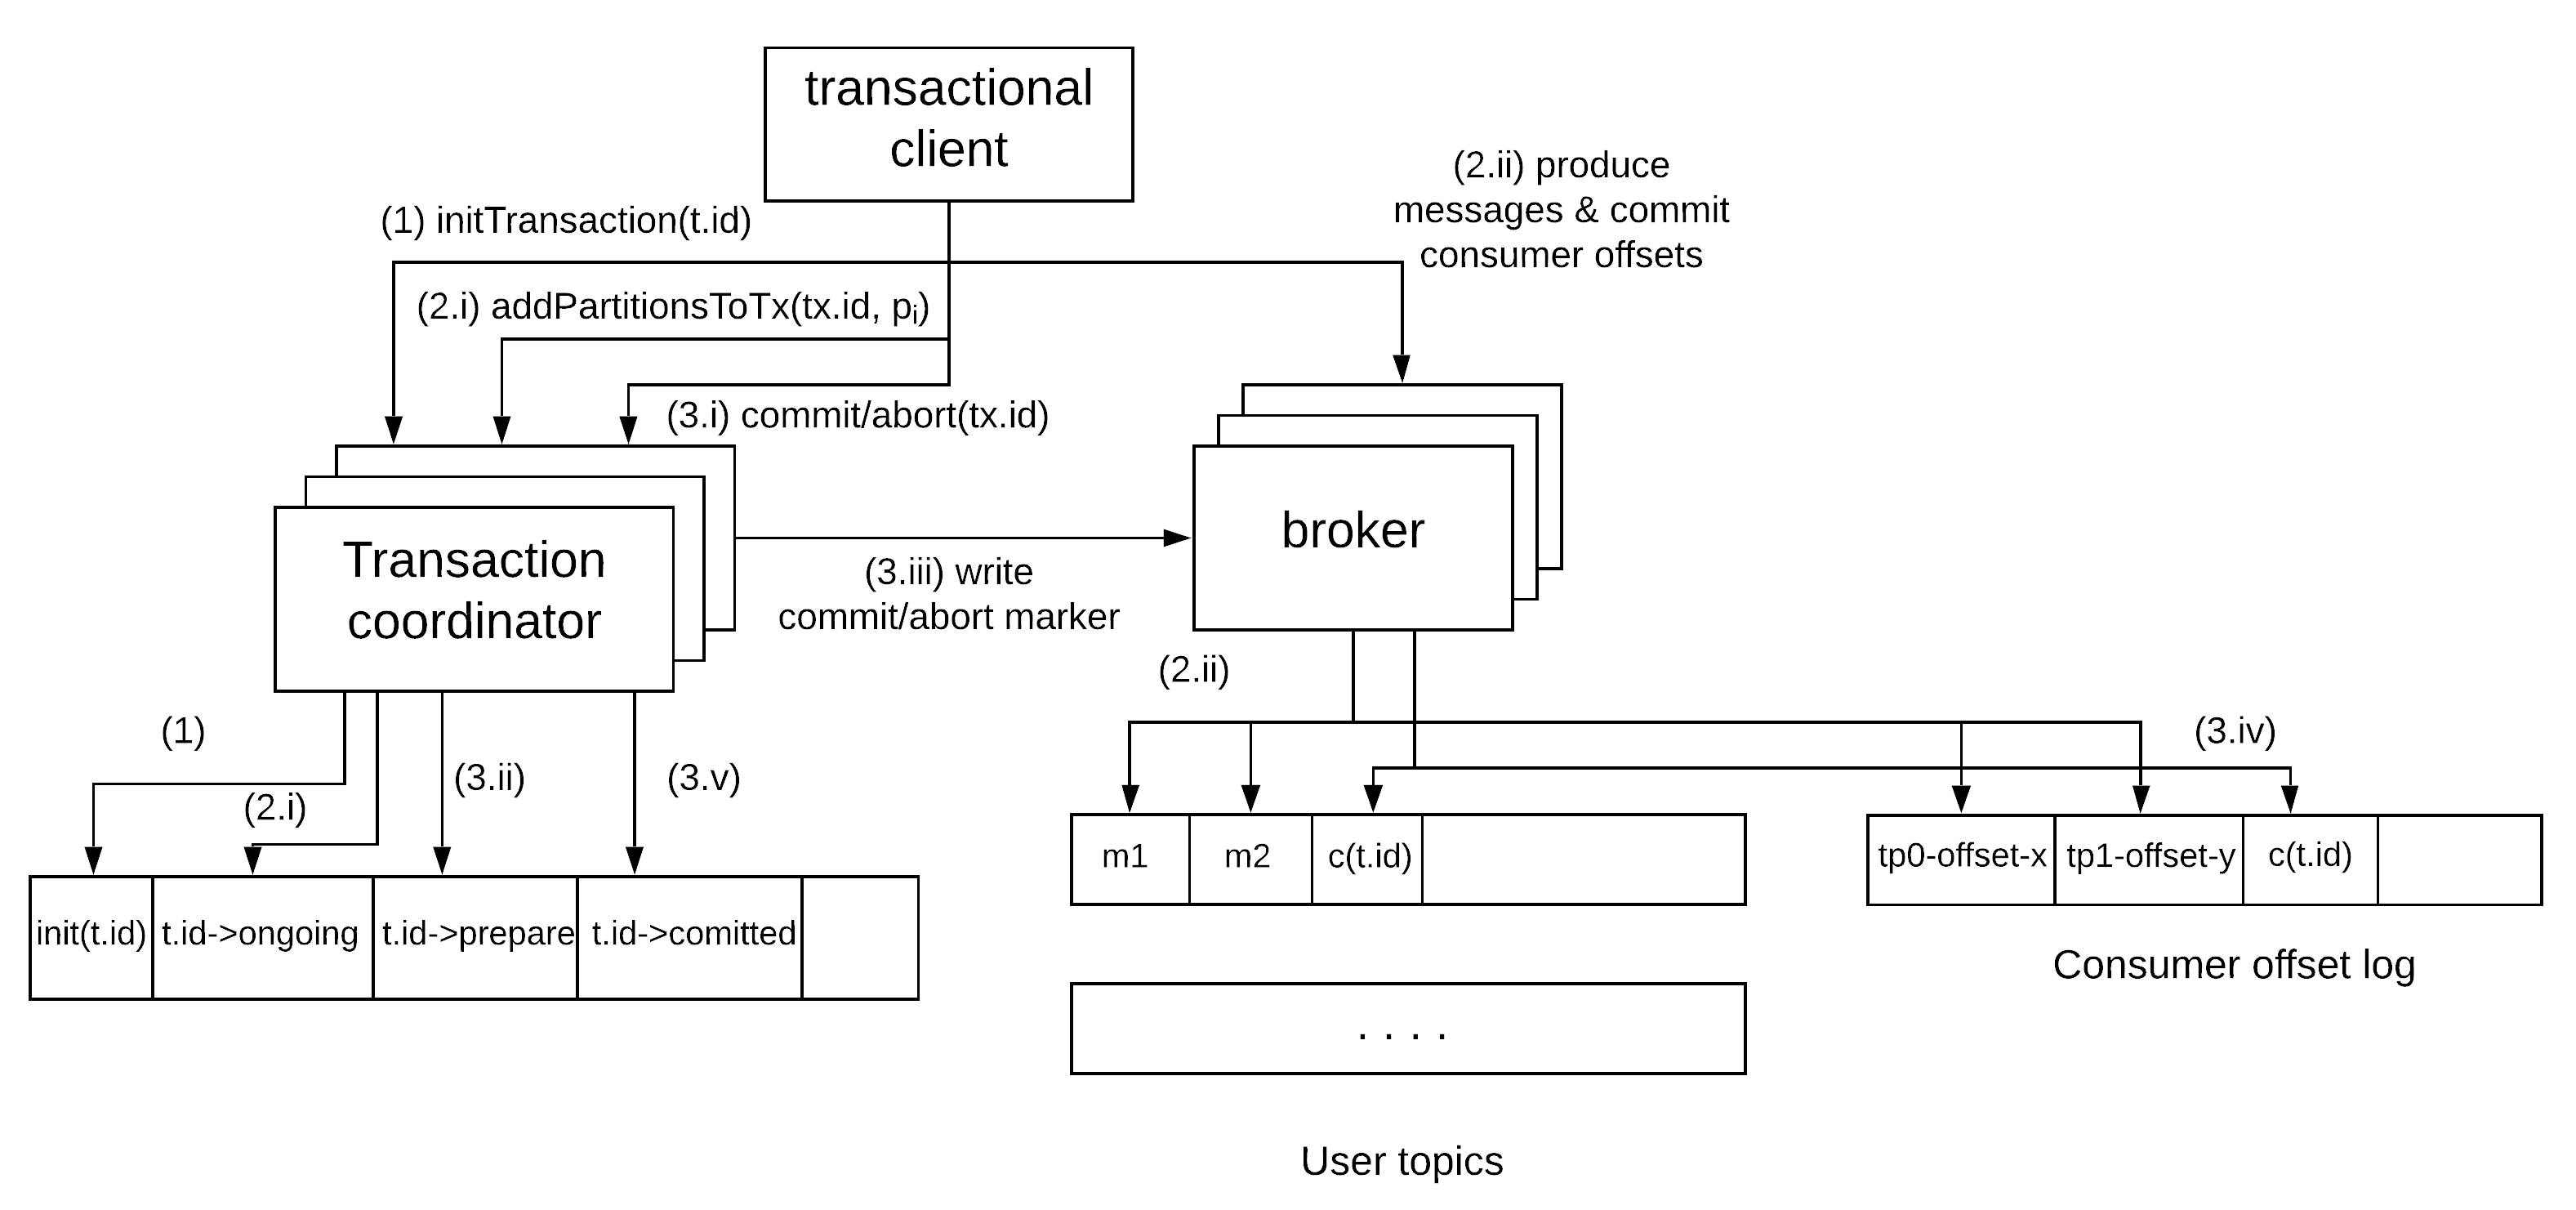 transactional
client
(1) initTransaction(t.id)
(2.ii) produce
messages & commit
consumer offsets
(2.i) addPartitionsToTx(tx.id, pi)
(3.i) commit/abort(tx.id)
Transaction
coordinator
broker
(3.iii) write
commit/abort marker
(1)
(2.i)
(3.ii)
(3.v)
(2.ii)
(3.iv)
init(t.id)
t.id->ongoing
t.id->prepare
t.id->comitted
m1
m2
c(t.id)
tp0-offset-x
tp1-offset-y
c(t.id)
Consumer offset log
. . . .
User topics